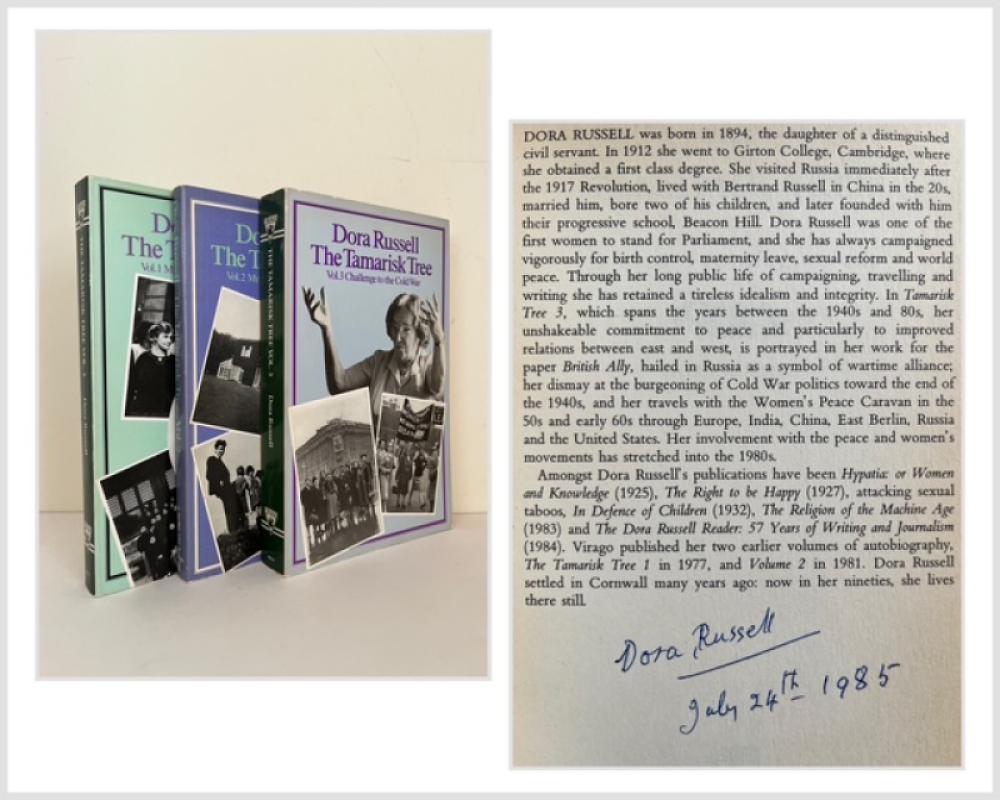 De
The T
Vol.1 M
THE TAMARISK TREE VOL 1
Dora Russell
Do
The T
Vol.2 My
Dora Russell
The Tamarisk Tree
Vol.3 Challenge to the Cold War
THE TAMARISK TREE VOL. 3
Dora Russell
DORA RUSSELL was born in 1894, the daughter of a distinguished
civil servant. In 1912 she went to Girton College, Cambridge, where
she obtained a first class degree. She visited Russia immediately after
the 1917 Revolution, lived with Bertrand Russell in China in the 20s,
married him, bore two of his children, and later founded with him
their progressive school, Beacon Hill. Dora Russell was one of the
first women to stand for Parliament, and she has always campaigned
vigorously for birth control, maternity leave, sexual reform and world
peace. Through her long public life of campaigning, travelling and
writing she has retained a tireless idealism and integrity. In Tamarisk
Tree 3, which spans the years between the 1940s and 80s, her
unshakeable commitment to peace and particularly to improved
relations between east and west, is portrayed in her work for the
paper British Ally, hailed in Russia as a symbol of wartime alliance;
her dismay at the burgeoning of Cold War politics toward the end of
the 1940s, and her travels with the Women's Peace Caravan in the
50s and early 60s through Europe, India, China, East Berlin, Russia
and the United States. Her involvement with the peace and women's
movements has stretched into the 1980s.
Amongst Dora Russell's publications have been Hypatia: or Women
and Knowledge (1925), The Right to be Happy (1927), attacking sexual
taboos, In Defence of Children (1932), The Religion of the Machine Age
(1983) and The Dora Russell Reader: 57 Years of Writing and Journalism
(1984). Virago published her two earlier volumes of autobiography,
The Tamarisk Tree 1 in 1977, and Volume 2 in 1981. Dora Russell
settled in Cornwall many years ago: now in her nineties, she lives
there still.
Dora Russell
July 24th 1985